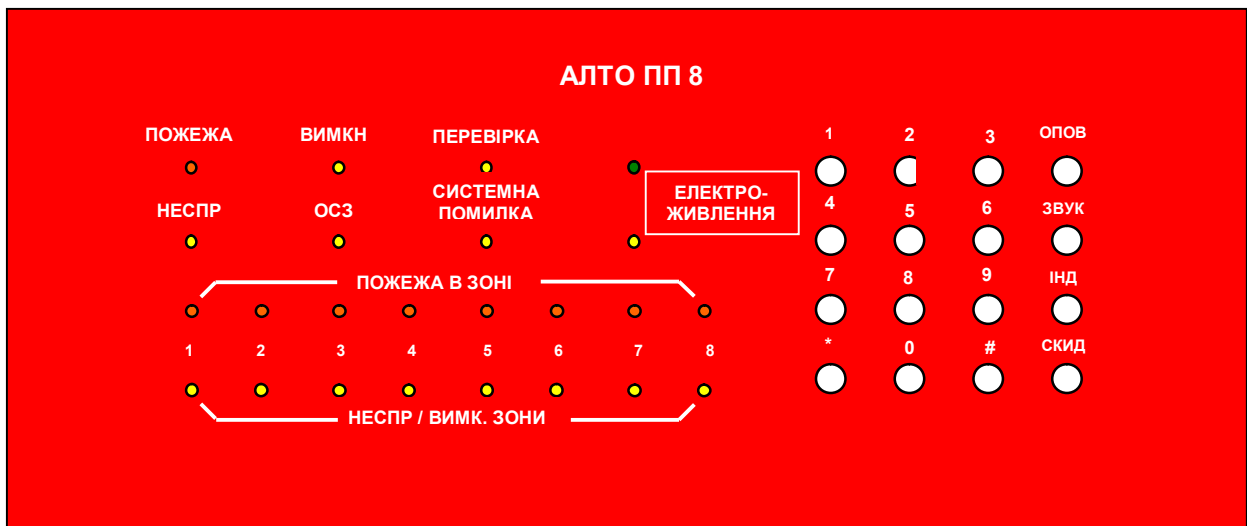 АЛТО ПП 8
ПОЖЕЖА ВИМКН ПЕРЕВІРКА
НЕСПР ОСЗ СИСТЕМНА
ПОМИЛКА
ЕЛЕКТРО-
ЖИВЛЕННЯ
ПОЖЕЖА В ЗОНІ
1 2 3 4 5 6 7 8
НЕСПР / ВИМК. ЗОНИ
1 2 3 ОПОВ
4 5 6 ЗВУК
7 8 9 ІНД
* 0 # СКИД